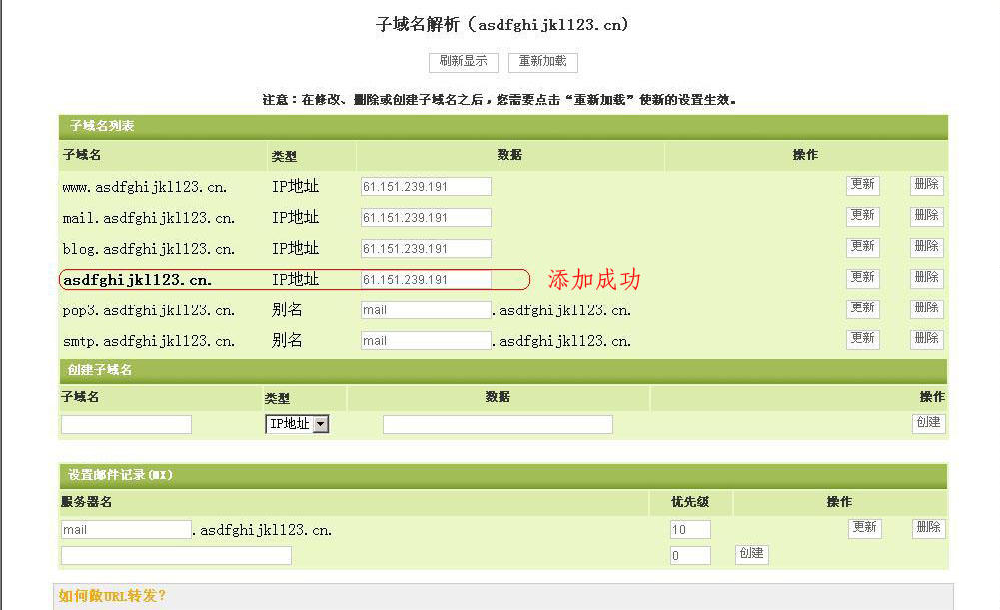 子域名解析（asdfghijkl123.cn）
刷新显示 重新加载
注意：在修改、删除或创建子域名之后，您需要点击“重新加载”使新的设置生效。
子域名列表
子域名 类型 数据 操作
www.asdfghijkl123.cn. IP地址 61.151.239.191 更新 删除
mail.asdfghijkl123.cn. IP地址 61.151.239.191 更新 删除
blog.asdfghijkl123.cn. IP地址 61.151.239.191 更新 删除
asdfghijkl123.cn. IP地址 61.151.239.191 添加成功 更新 删除
pop3.asdfghijkl123.cn. 别名 mail .asdfghijkl123.cn. 更新 删除
smtp.asdfghijkl123.cn. 别名 mail .asdfghijkl123.cn. 更新 删除
创建子域名
子域名 类型 数据 操作
IP地址 创建
设置邮件记录(MX)
服务器名 优先级 操作
mail .asdfghijkl123.cn. 10 更新 删除
0 创建
如何做URL转发？